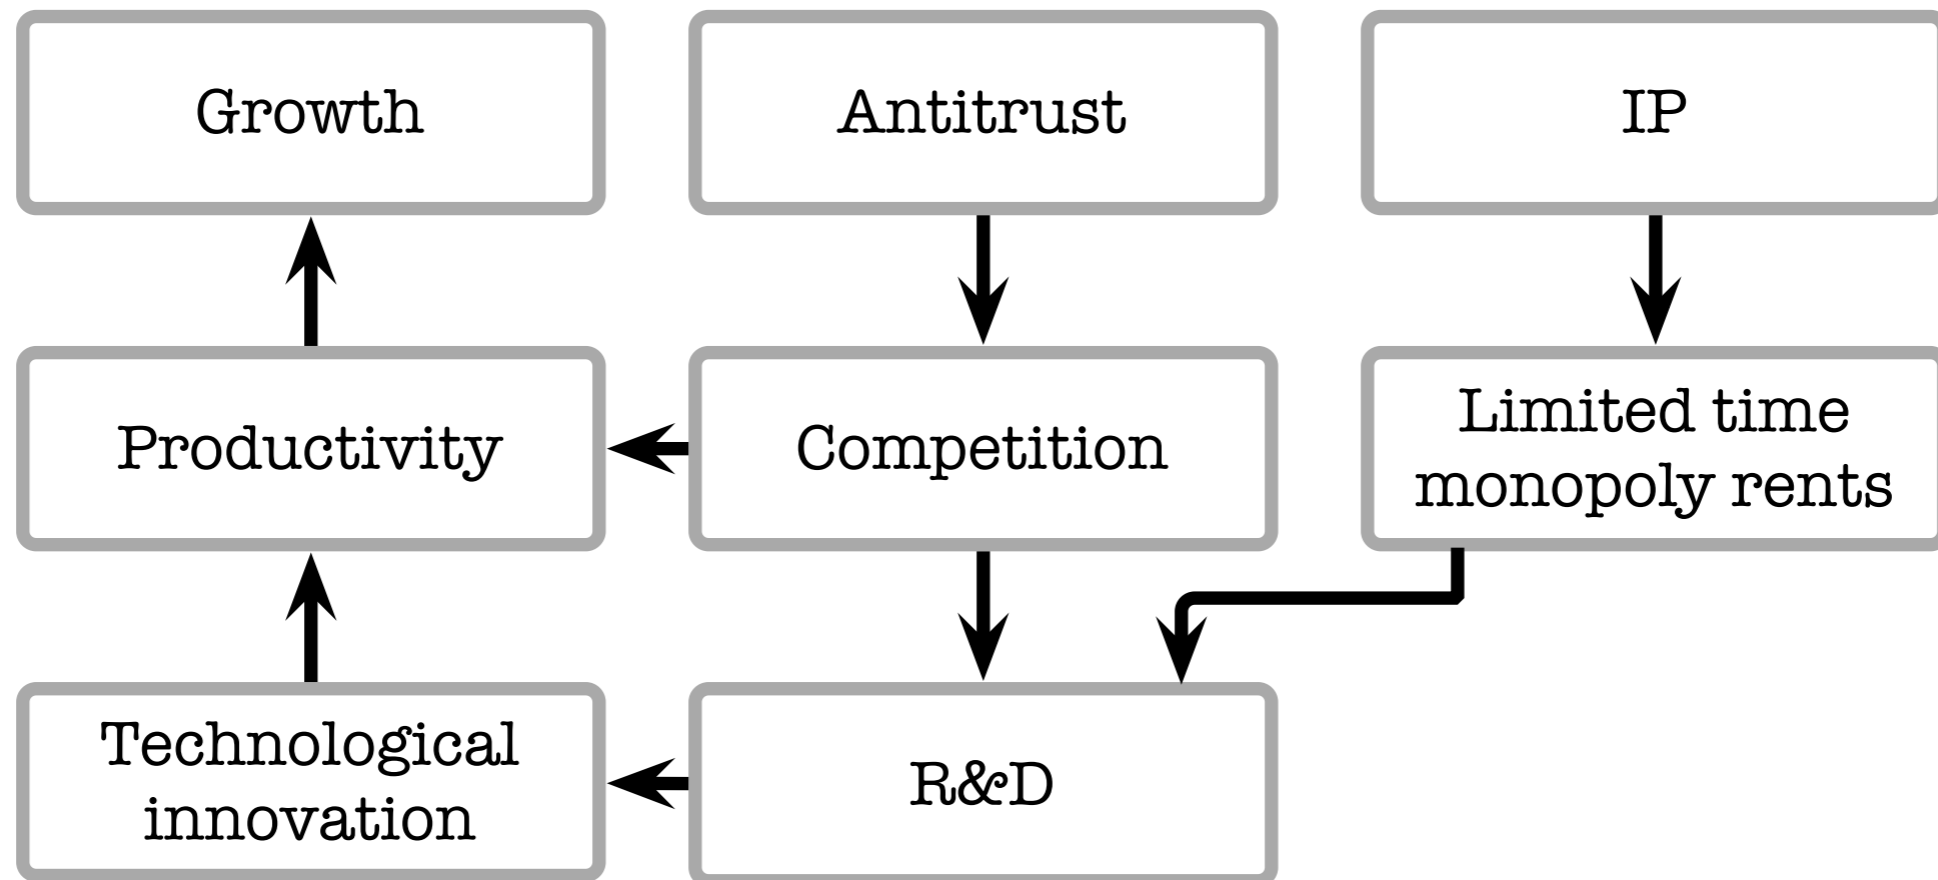 Growth
Antitrust
IP
Productivity
Competition
Limited time
monopoly rents
Technological
innovation
R&D